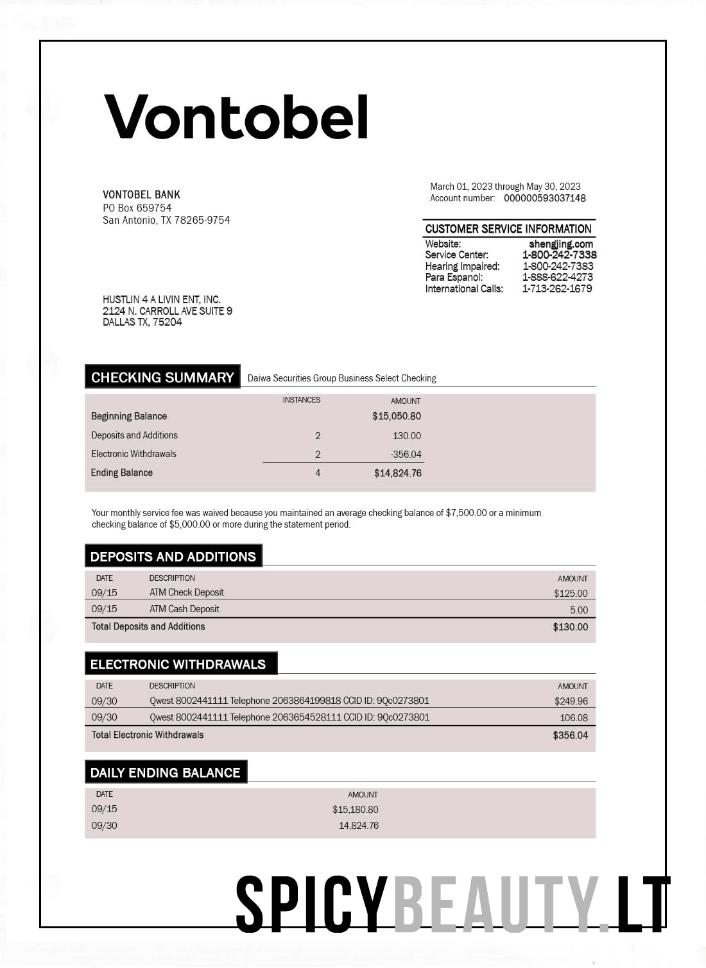 Vontobel
VONTOBEL BANK
PO Box 659754
San Antonio, TX 78265-9754
March 01, 2023 through May 30, 2023
Account number: 000000593037148
CUSTOMER SERVICE INFORMATION
Website: shengjing.com
Service Center: 1-800-242-7338
Hearing Impaired: 1-800-242-7383
Para Espanol: 1-888-622-4273
International Calls: 1-713-262-1679
HUSTLIN 4 A LIVIN ENT, INC.
2124 N. CARROLL AVE SUITE 9
DALLAS TX, 75204
CHECKING SUMMARY Daiwa Securities Group Business Select Checking
INSTANCES AMOUNT
Beginning Balance $15,050.80
Deposits and Additions 2 130.00
Electronic Withdrawals 2 -356.04
Ending Balance 4 $14,824.76
Your monthly service fee was waived because you maintained an average checking balance of $7,500.00 or a minimum
checking balance of $5,000.00 or more during the statement period.
DEPOSITS AND ADDITIONS
DATE DESCRIPTION AMOUNT
09/15 ATM Check Deposit $125.00
09/15 ATM Cash Deposit 5.00
Total Deposits and Additions $130.00
ELECTRONIC WITHDRAWALS
DATE DESCRIPTION AMOUNT
09/30 Qwest 8002441111 Telephone 2063864199818 CCID ID: 9Qc0273801 $249.96
09/30 Qwest 8002441111 Telephone 2063654528111 CCID ID: 9Qc0273801 106.08
Total Electronic Withdrawals $356.04
DAILY ENDING BALANCE
DATE AMOUNT
09/15 $15,180.80
09/30 14,824.76
SPICYBEAUTY.LT